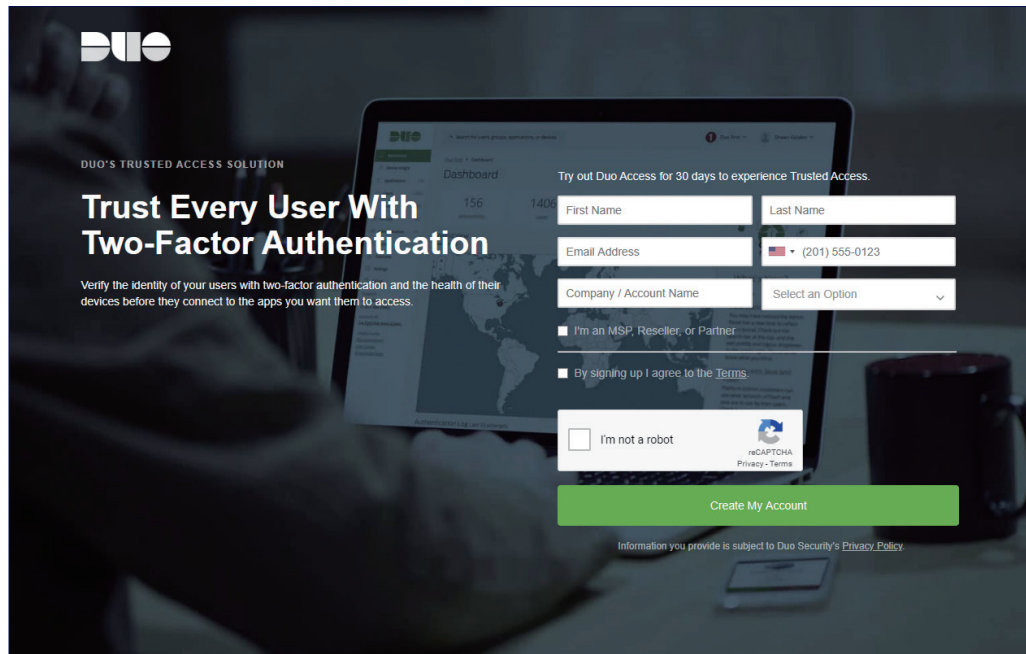 DUO
DUO'S TRUSTED ACCESS SOLUTION
Trust Every User With
Two-Factor Authentication
Verify the identity of your users with two-factor authentication and the health of their
devices before they connect to the apps you want them to access.
DUO
Dashboard
Dashboard
156
1406
Try out Duo Access for 30 days to experience Trusted Access.
First Name
Last Name
Email Address
(201) 555-0123
Company / Account Name
Select an Option
I'm an MSP, Reseller, or Partner
By signing up I agree to the Terms.
I'm not a robot
reCAPTCHA
Privacy - Terms
Create My Account
Information you provide is subject to Duo Security's Privacy Policy.